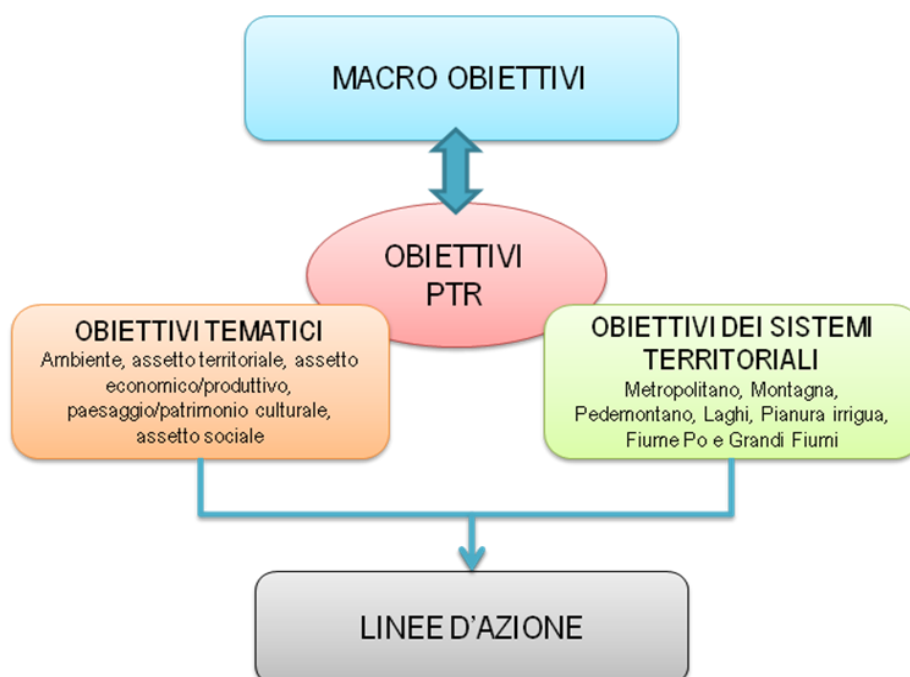 MACRO OBIETTIVI
OBIETTIVI
PTR
OBIETTIVI TEMATICI
Ambiente, assetto territoriale, assetto
economico/produttivo,
paesaggio/patrimonio culturale,
assetto sociale
OBIETTIVI DEI SISTEMI
TERRITORIALI
Metropolitano, Montagna,
Pedemontano, Laghi, Pianura irrigua,
Fiume Po e Grandi Fiumi
LINEE D'AZIONE